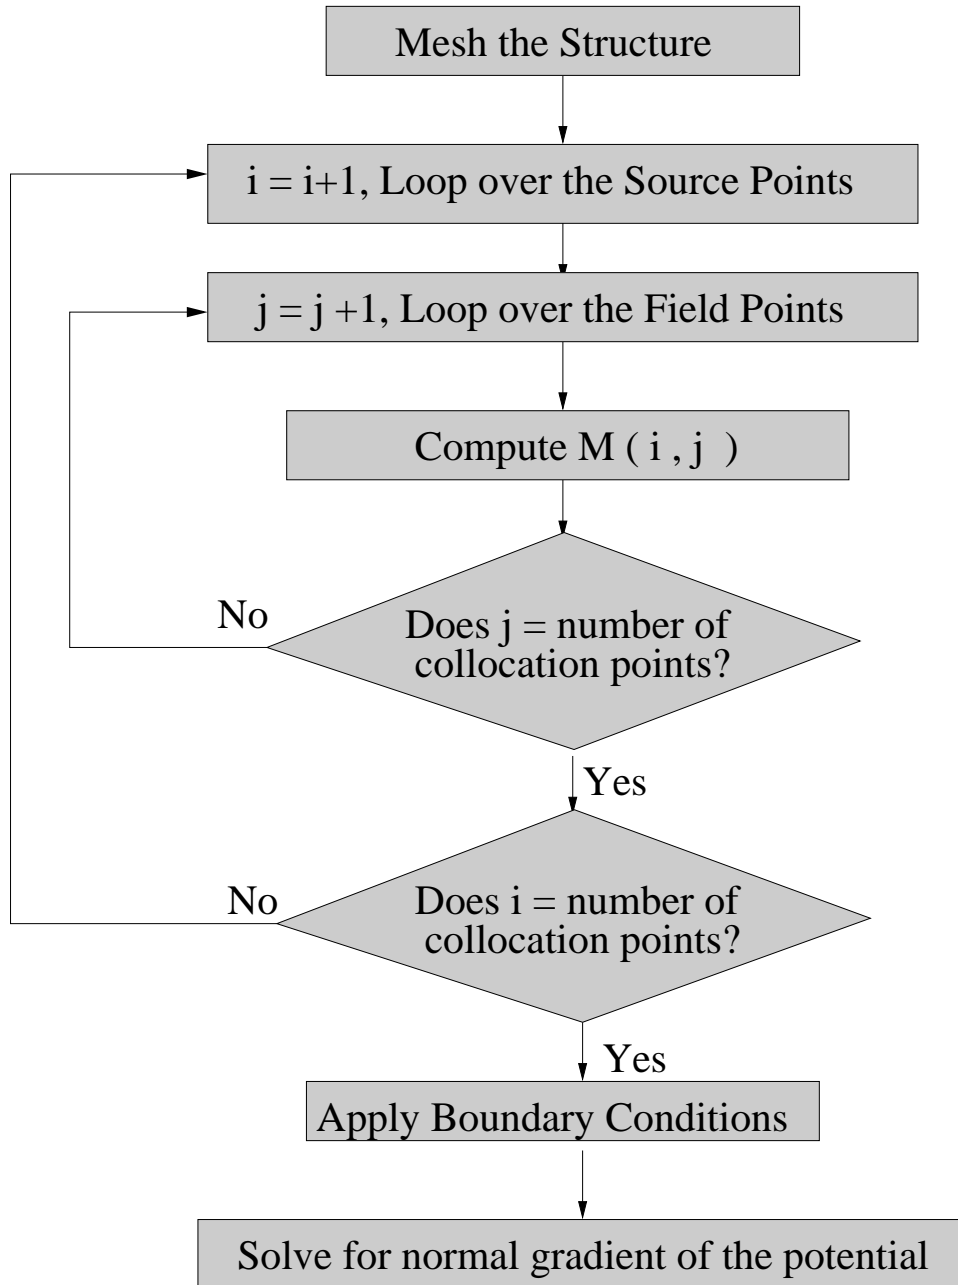 Mesh the Structure
i = i+1, Loop over the Source Points
j = j +1, Loop over the Field Points
Compute M ( i , j )
No
Does j = number of
collocation points?
Yes
No
Does i = number of
collocation points?
Yes
Apply Boundary Conditions
Solve for normal gradient of the potential